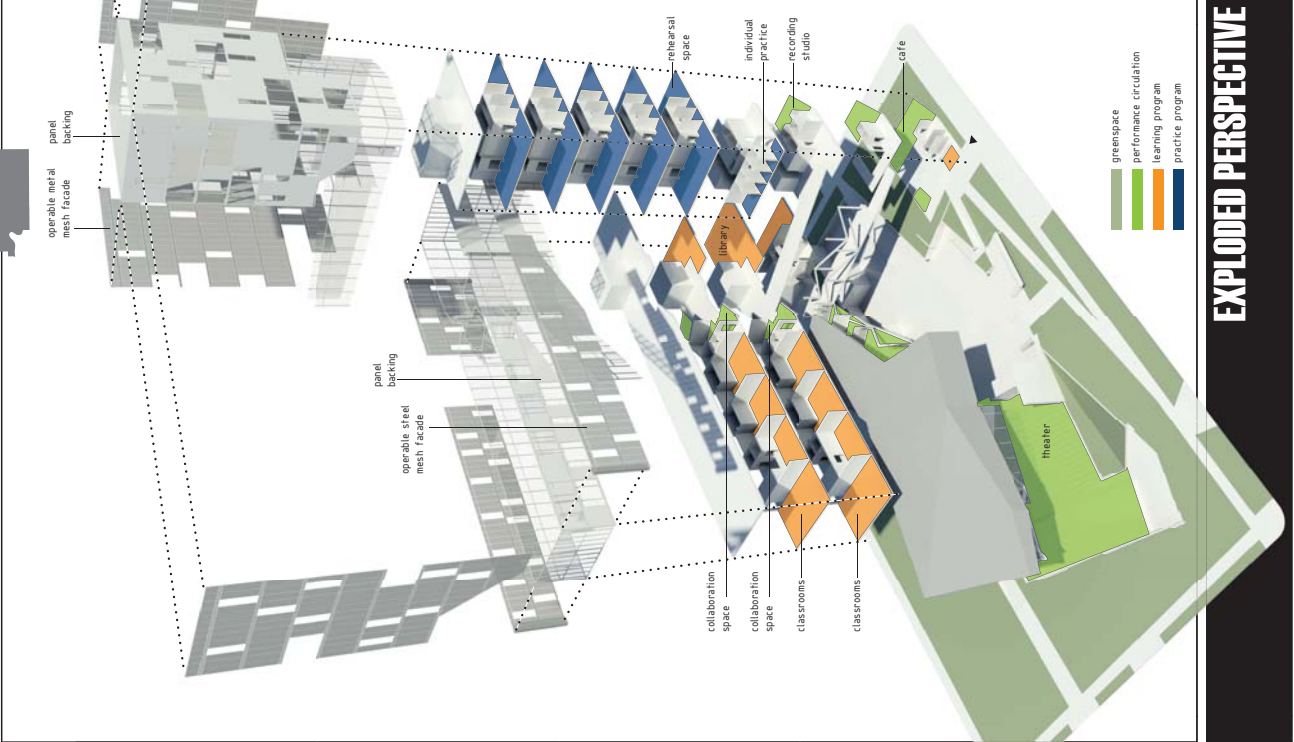 operable metal
mesh facade
panel
backing
panel
backing
operable steel
mesh facade
rehearsal
space
individual
practice
recording
studio
cafe
library
collaboration
space
collaboration
space
classrooms
classrooms
theater
greenspace
performance circulation
learning program
practice program
EXPLODED PERSPECTIVE